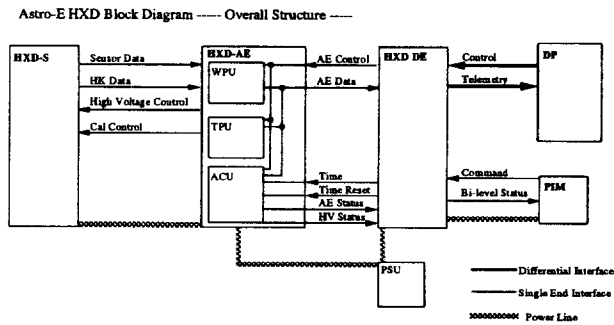 Astro-E HXD Block Diagram ----- Overall Structure -----
HXD-S
Sensor Data
HK Data
High Voltage Control
Cal Control
HXD-AE
WPU
TPU
ACU
AE Control
AE Data
Time
Time Reset
AE Status
HV Status
HXD DE
Control
Telemetry
DP
Command
Bi-level Status
PIM
PSU
Differential Interface
Single End Interface
Power Line